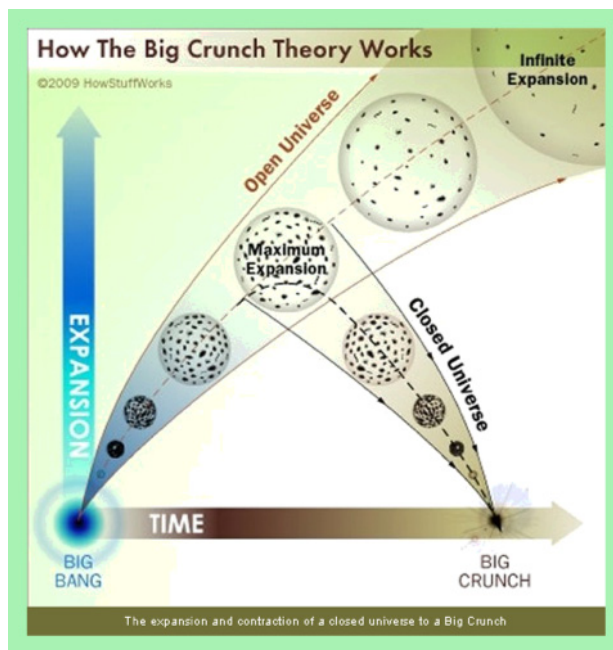 How The Big Crunch Theory Works
©2009 HowStuffWorks
Infinite
Expansion
Open Universe
Maximum
Expansion
Closed Universe
EXPANSION
TIME
BIG
BANG
BIG
CRUNCH
The expansion and contraction of a closed universe to a Big Crunch